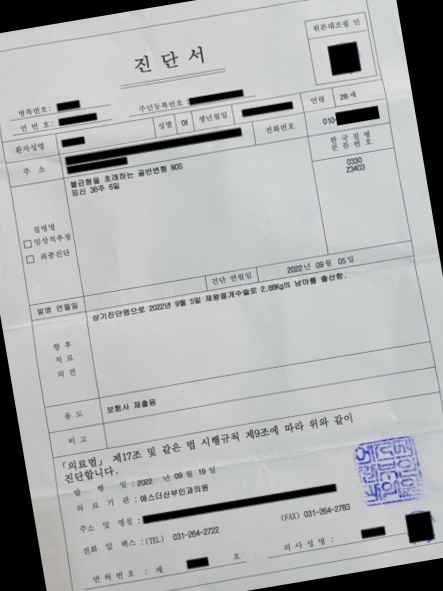 진 단 서
원본대조필 인
병록번호:
연 번 호:
주민등록번호:
환자성명
성별 여 생년월일 연령 28세
주 소
전화번호 010-
한 국 질 병
분 류 번 호
불균형을 초래하는 골반변형 NOS
임신 38주 6일
0330
Z3403
질병명
□ 임상적추정
□ 최종진단
발병 연월일
진단 연월일 2022년 09월 05일
상기진단명으로 2022년 9월 5일 제왕절개수술로 2.86Kg의 남아를 출산함.
향 후
치 료
의 견
용 도
보험사 제출용
비 고
「의료법」 제17조 및 같은 법 시행규칙 제9조에 따라 위와 같이
진단합니다.
발 행 일 : 2022 년 09 월 19 일
의 료 기 관 : 에스더산부인과의원
주소 및 명칭 :
전화 및 팩스 : (TEL) 031-264-2722 (FAX) 031-264-2783
면 허 번 호 : 제 호 의 사 성 명 :